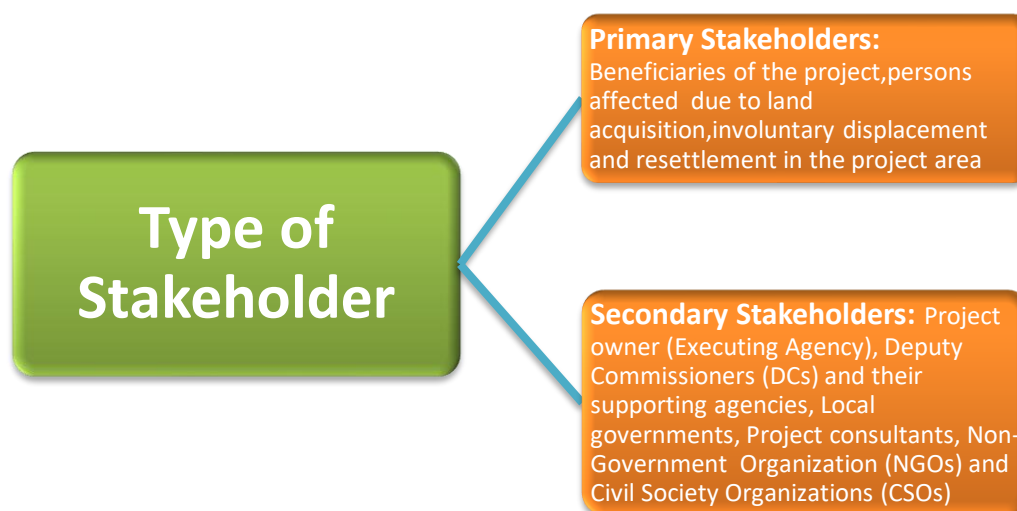 Type of
Stakeholder
Primary Stakeholders:
Beneficiaries of the project,persons
affected due to land
acquisition,involuntary displacement
and resettlement in the project area
Secondary Stakeholders: Project
owner (Executing Agency), Deputy
Commissioners (DCs) and their
supporting agencies, Local
governments, Project consultants, Non-
Government Organization (NGOs) and
Civil Society Organizations (CSOs)